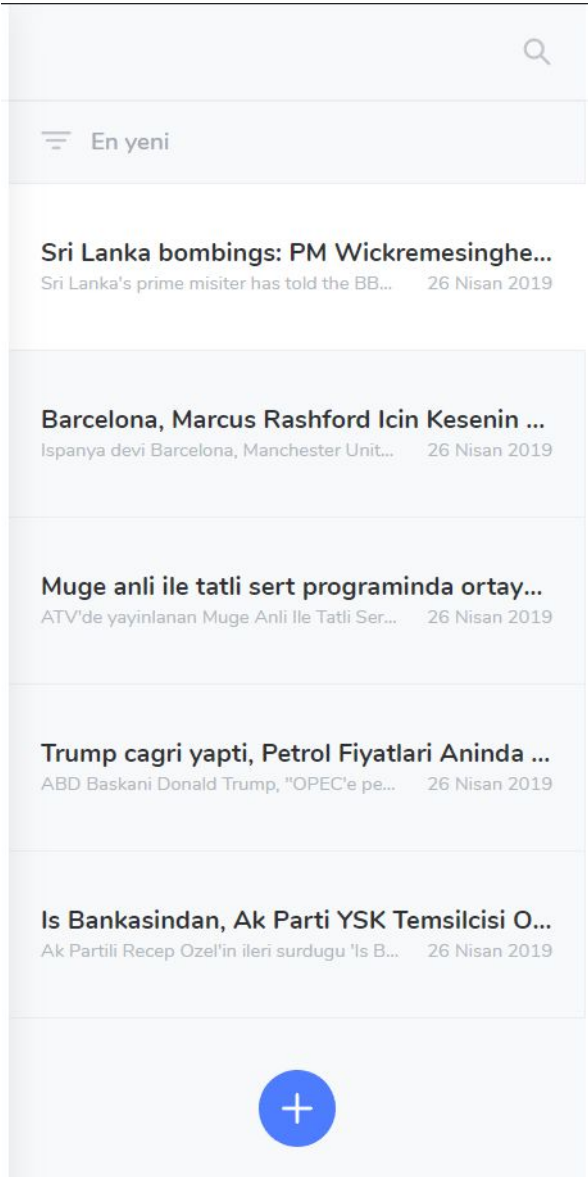 En yeni
Sri Lanka bombings: PM Wickremesinghe...
Sri Lanka's prime misiter has told the BB... 26 Nisan 2019
Barcelona, Marcus Rashford Icin Kesenin ...
Ispanya devi Barcelona, Manchester Unit... 26 Nisan 2019
Muge anli ile tatli sert programinda ortay...
ATV'de yayinlanan Muge Anli Ile Tatli Ser... 26 Nisan 2019
Trump cagri yapti, Petrol Fiyatlari Aninda ...
ABD Baskani Donald Trump, "OPEC'e pe... 26 Nisan 2019
Is Bankasindan, Ak Parti YSK Temsilcisi O...
Ak Partili Recep Ozel'in ileri surdugu 'Is B... 26 Nisan 2019